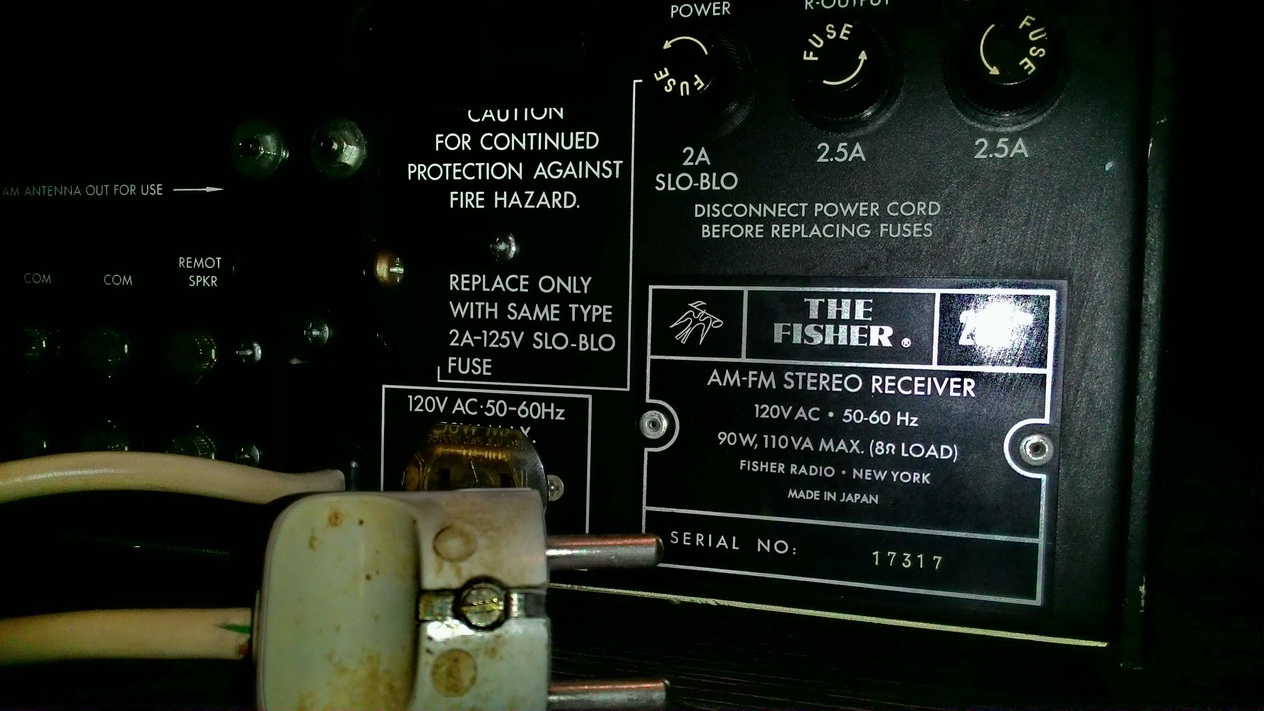 POWER
R-OUTPUT
FUSE
FUSE
FUSE
2A
SLO-BLO
2.5A
2.5A
DISCONNECT POWER CORD
BEFORE REPLACING FUSES
CAUTION
FOR CONTINUED
PROTECTION AGAINST
FIRE HAZARD.
REPLACE ONLY
WITH SAME TYPE
2A-125V SLO-BLO
FUSE
AM ANTENNA OUT FOR USE
COM
COM
REMOT
SPKR
120V AC·50-60Hz
MAX.
THE
FISHER ®
AM-FM STEREO RECEIVER
120V AC • 50-60 Hz
90W, 110VA MAX. (8Ω LOAD)
FISHER RADIO • NEW YORK
MADE IN JAPAN
SERIAL NO: 17317